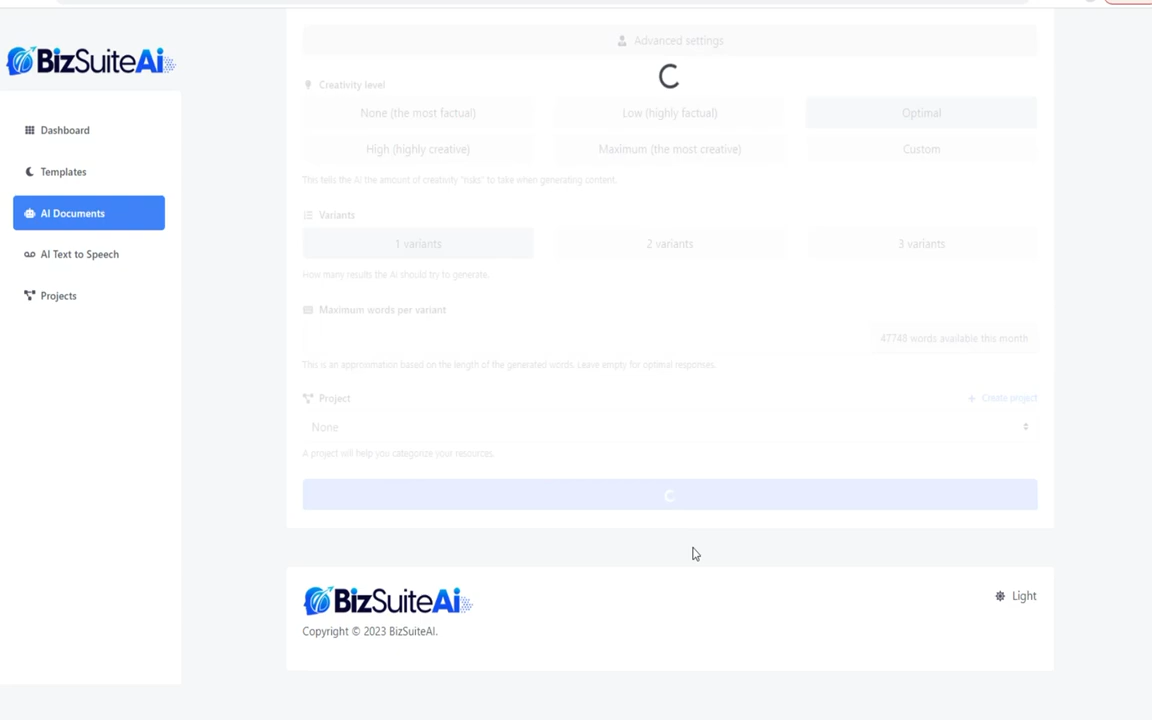 BizSuiteAi
Dashboard
Templates
AI Documents
AI Text to Speech
Projects
Advanced settings
Creativity level
None (the most factual)
Low (highly factual)
Optimal
High (highly creative)
Maximum (the most creative)
Custom
This tells the AI the amount of creativity "risks" to take when generating content.
Variants
1 variants
2 variants
3 variants
How many results the AI should try to generate.
Maximum words per variant
47748 words available this month
This is an approximation based on the length of the generated words. Leave empty for optimal responses.
Project
+ Create project
None
A project will help you categorize your resources.
BizSuiteAi
Light
Copyright © 2023 BizSuiteAI.